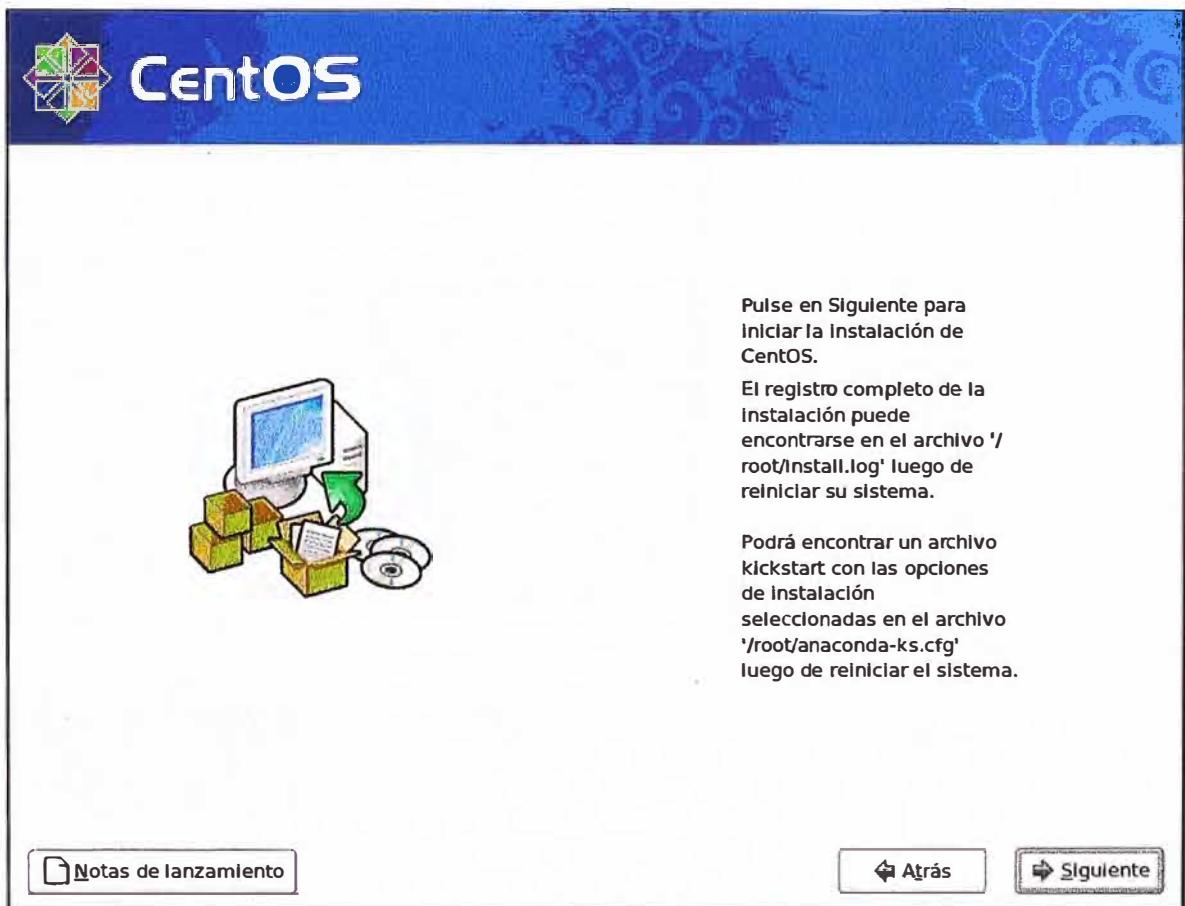 CentOS
Pulse en Siguiente para
iniciar la instalación de
CentOS.
El registro completo de la
instalación puede
encontrarse en el archivo '/
root/install.log' luego de
reiniciar su sistema.
Podrá encontrar un archivo
kickstart con las opciones
de instalación
seleccionadas en el archivo
'/root/anaconda-ks.cfg'
luego de reiniciar el sistema.
Notas de lanzamiento
Atrás
Siguiente